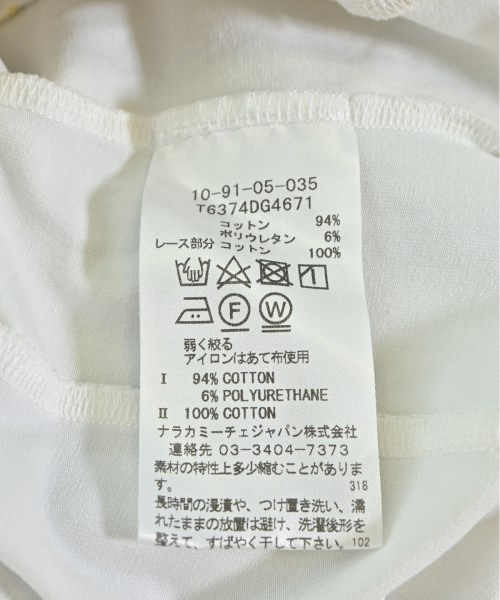 10-91-05-035
T6374DG4671
コットン 94%
ポリウレタン 6%
レース部分 コットン 100%
F W
弱く絞る
アイロンはあて布使用
I 94% COTTON
6% POLYURETHANE
II 100% COTTON
ナラカミーチェジャパン株式会社
連絡先 03-3404-7373
素材の特性上多少縮むことがありま
す。 318
長時間の浸漬や、つけ置き洗い、濡
れたままの放置は避け、洗濯後形を
整えて、すばやく干して下さい。 102